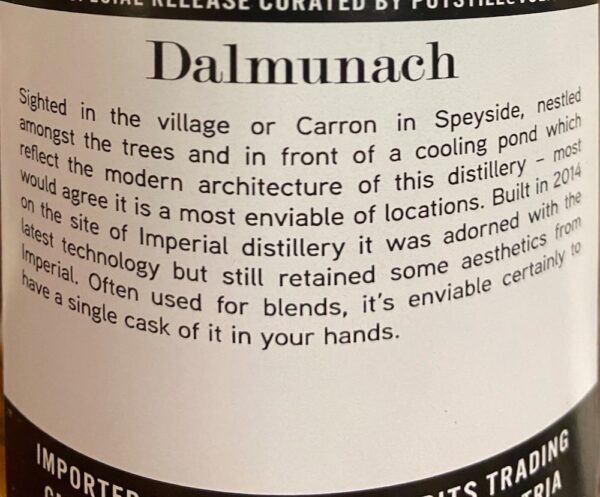 SPECIAL RELEASE CURATED BY
Dalmunach
Sighted in the village or Carron in Speyside, nestled
amongst the trees and in front of a cooling pond which
reflect the modern architecture of this distillery – most
would agree it is a most enviable of locations. Built in 2014
on the site of Imperial distillery it was adorned with the
latest technology but still retained some aesthetics from
Imperial. Often used for blends, it's enviable certainly to
have a single cask of it in your hands.
IMPORTED
TRADING